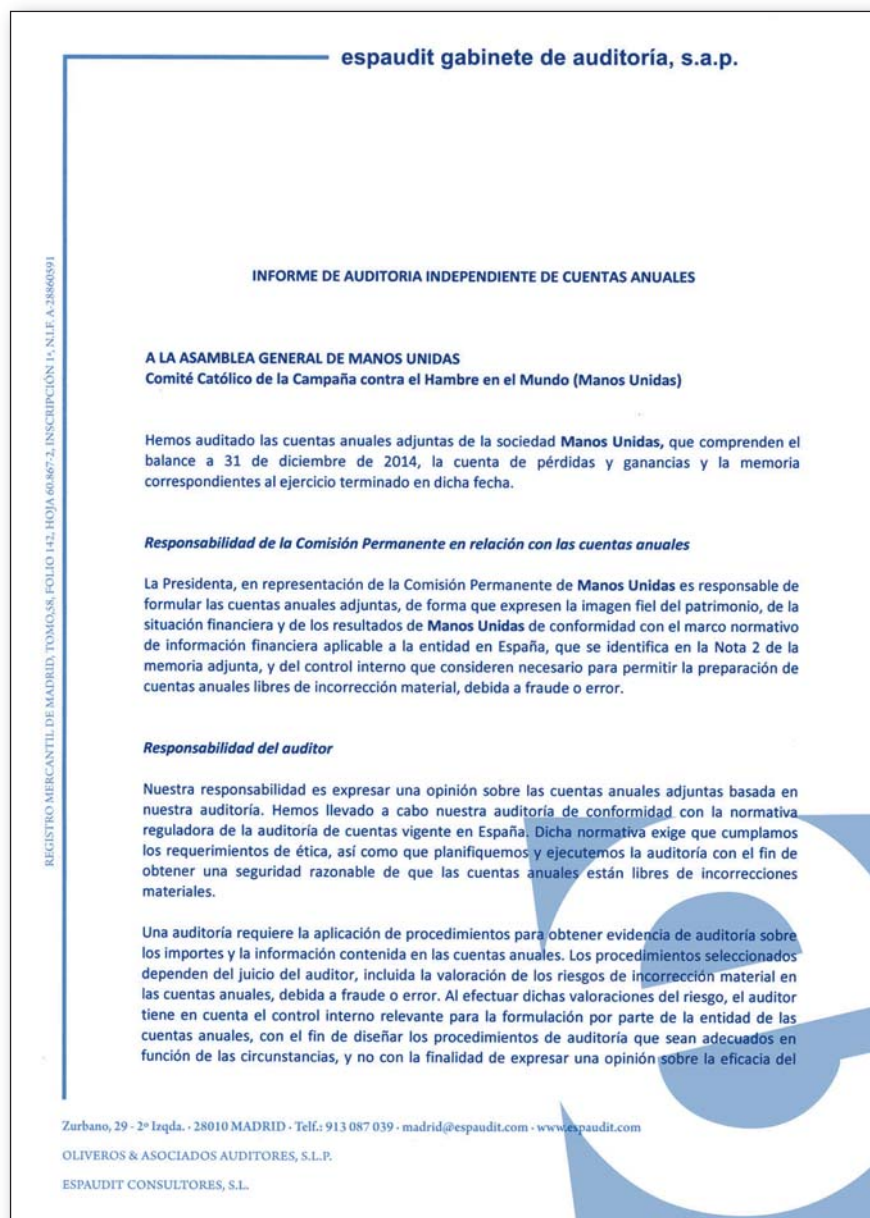 espaudit gabinete de auditoría, s.a.p.
INFORME DE AUDITORIA INDEPENDIENTE DE CUENTAS ANUALES
A LA ASAMBLEA GENERAL DE MANOS UNIDAS
Comité Católico de la Campaña contra el Hambre en el Mundo (Manos Unidas)
Hemos auditado las cuentas anuales adjuntas de la sociedad Manos Unidas, que comprenden el
balance a 31 de diciembre de 2014, la cuenta de pérdidas y ganancias y la memoria
correspondientes al ejercicio terminado en dicha fecha.
Responsabilidad de la Comisión Permanente en relación con las cuentas anuales
La Presidenta, en representación de la Comisión Permanente de Manos Unidas es responsable de
formular las cuentas anuales adjuntas, de forma que expresen la imagen fiel del patrimonio, de la
situación financiera y de los resultados de Manos Unidas de conformidad con el marco normativo
de información financiera aplicable a la entidad en España, que se identifica en la Nota 2 de la
memoria adjunta, y del control interno que consideren necesario para permitir la preparación de
cuentas anuales libres de incorrección material, debida a fraude o error.
Responsabilidad del auditor
Nuestra responsabilidad es expresar una opinión sobre las cuentas anuales adjuntas basada en
nuestra auditoría. Hemos llevado a cabo nuestra auditoría de conformidad con la normativa
reguladora de la auditoría de cuentas vigente en España. Dicha normativa exige que cumplamos
los requerimientos de ética, así como que planifiquemos y ejecutemos la auditoría con el fin de
obtener una seguridad razonable de que las cuentas anuales están libres de incorrecciones
materiales.
Una auditoría requiere la aplicación de procedimientos para obtener evidencia de auditoría sobre
los importes y la información contenida en las cuentas anuales. Los procedimientos seleccionados
dependen del juicio del auditor, incluida la valoración de los riesgos de incorrección material en
las cuentas anuales, debida a fraude o error. Al efectuar dichas valoraciones del riesgo, el auditor
tiene en cuenta el control interno relevante para la formulación por parte de la entidad de las
cuentas anuales, con el fin de diseñar los procedimientos de auditoría que sean adecuados en
función de las circunstancias, y no con la finalidad de expresar una opinión sobre la eficacia del
REGISTRO MERCANTIL DE MADRID, TOMO,58, FOLIO 142, HOJA 60.867-2, INSCRIPCIÓN 1ª, N.I.F. A-28860591
Zurbano, 29 - 2º Izqda. · 28010 MADRID · Telf.: 913 087 039 · madrid@espaudit.com · www.espaudit.com
OLIVEROS & ASOCIADOS AUDITORES, S.L.P.
ESPAUDIT CONSULTORES, S.L.